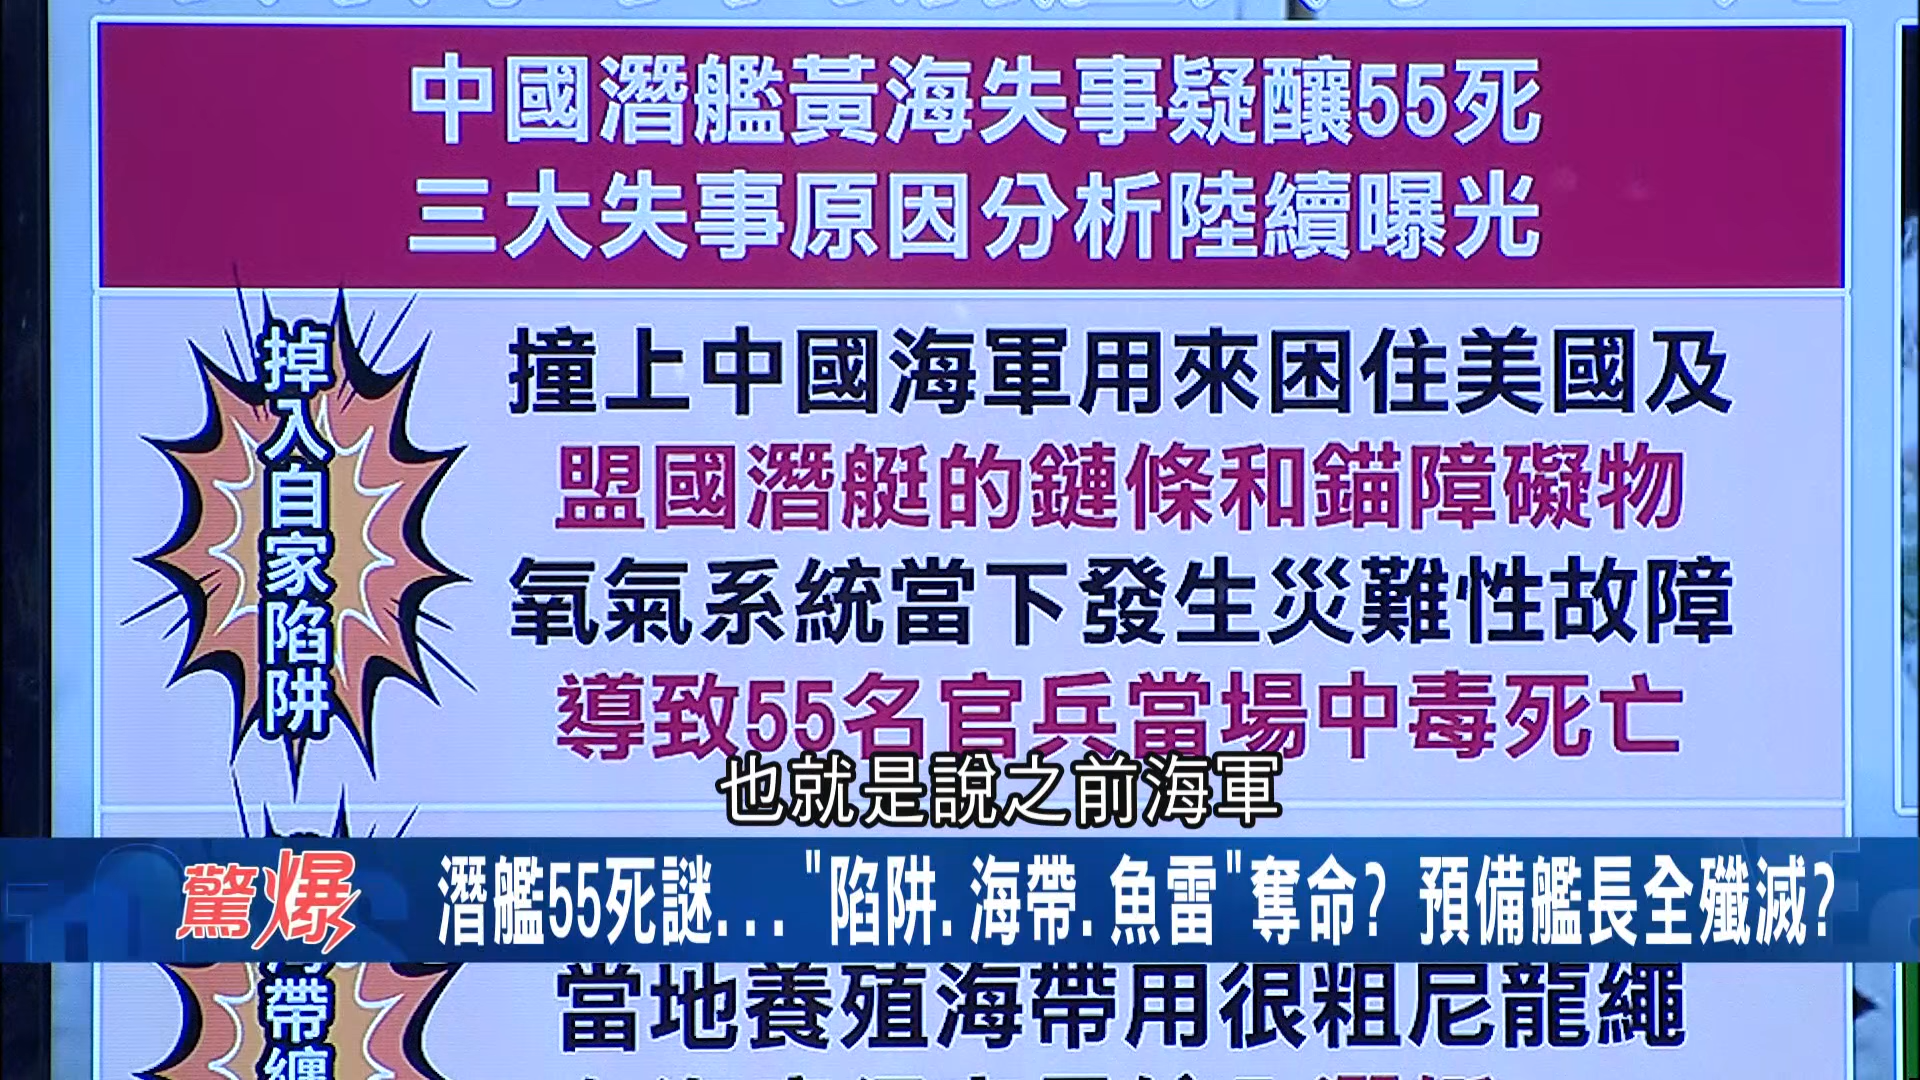 中國潛艦黃海失事疑釀55死
三大失事原因分析陸續曝光
掉入自家陷阱
撞上中國海軍用來困住美國及
盟國潛艇的鏈條和錨障礙物
氧氣系統當下發生災難性故障
導致55名官兵當場中毒死亡
也就是說之前海軍
驚爆
潛艦55死謎..."陷阱.海帶.魚雷"奪命? 預備艦長全殲滅?
帶纏
當地養殖海帶用很粗尼龍繩